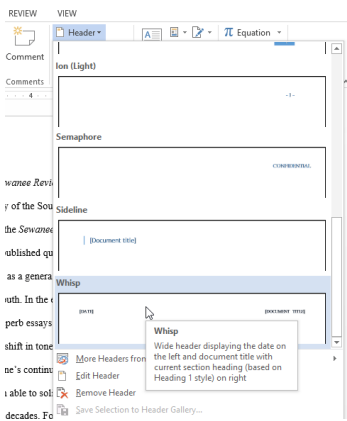 REVIEW VIEW
Header
π Equation
Comment
Comments
4
Ion (Light)
- 1 -
Semaphore
CONFIDENTIAL
Sideline
[Document title]
Whisp
[DATE] [DOCUMENT TITLE]
Whisp
Wide header displaying the date on
the left and document title with
current section heading (based on
Heading 1 style) on right
More Headers from
Edit Header
Remove Header
Save Selection to Header Gallery...
wanee Revi
y of the Sou
the Sewanee
published qu
as a genera
outh. In the e
perb essays
shift in tone
ne's continu
able to sol
decades. Fo